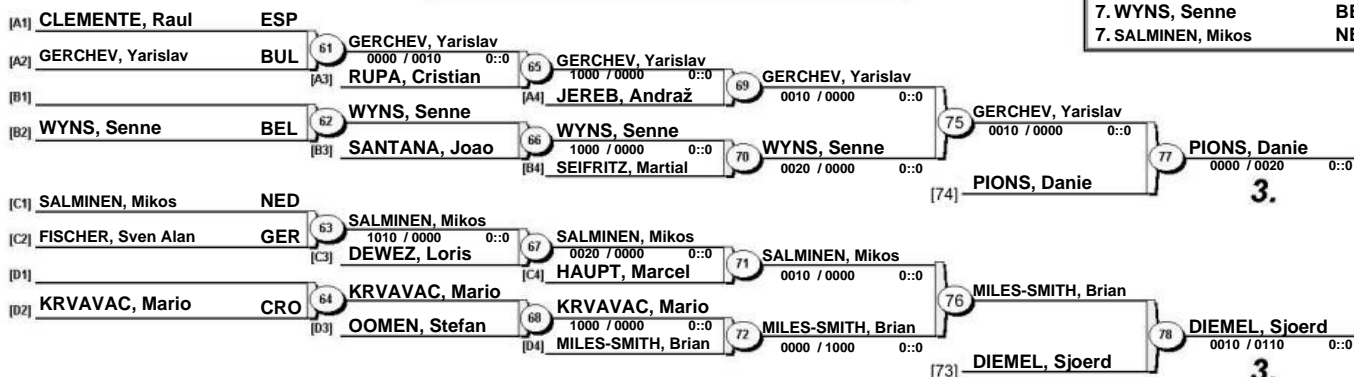 7. WYNS, Senne BE
7. SALMINEN, Mikos NE
[A1] CLEMENTE, Raul ESP
[A2] GERCHEV, Yarislav BUL
61
GERCHEV, Yarislav
0000 / 0010 0::0
[A3] RUPA, Cristian
65
GERCHEV, Yarislav
1000 / 0000 0::0
[A4] JEREB, Andraž
69
GERCHEV, Yarislav
0010 / 0000 0::0
[B1]
[B2] WYNS, Senne BEL
62
WYNS, Senne
[B3] SANTANA, Joao
66
WYNS, Senne
1000 / 0000 0::0
[B4] SEIFRITZ, Martial
70
WYNS, Senne
0020 / 0000 0::0
75
GERCHEV, Yarislav
0010 / 0000 0::0
[74] PIONS, Danie
77
PIONS, Danie
0000 / 0020 0::0
3.
[C1] SALMINEN, Mikos NED
[C2] FISCHER, Sven Alan GER
63
SALMINEN, Mikos
1010 / 0000 0::0
[C3] DEWEZ, Loris
67
SALMINEN, Mikos
0020 / 0000 0::0
[C4] HAUPT, Marcel
71
SALMINEN, Mikos
0010 / 0000 0::0
[D1]
[D2] KRVAVAC, Mario CRO
64
KRVAVAC, Mario
[D3] OOMEN, Stefan
68
KRVAVAC, Mario
1000 / 0000 0::0
[D4] MILES-SMITH, Brian
72
MILES-SMITH, Brian
0000 / 1000 0::0
76
MILES-SMITH, Brian
[73] DIEMEL, Sjoerd
78
DIEMEL, Sjoerd
0010 / 0110 0::0
3.